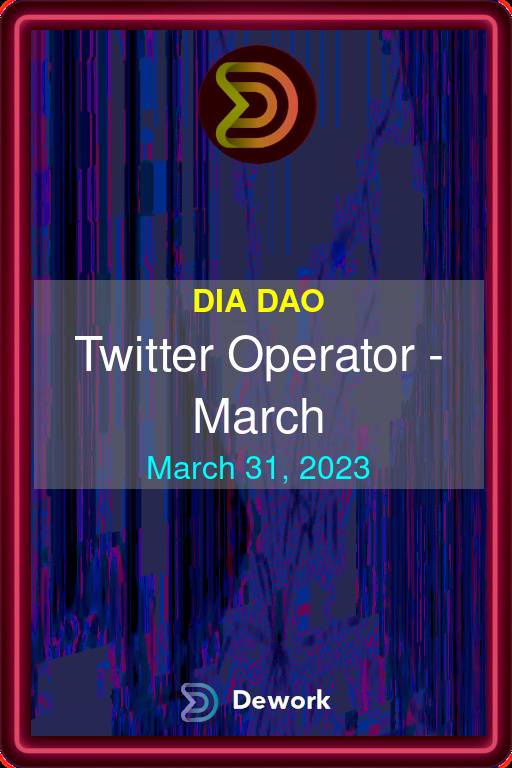 DIA DAO
Twitter Operator -
March
March 31, 2023
Dework